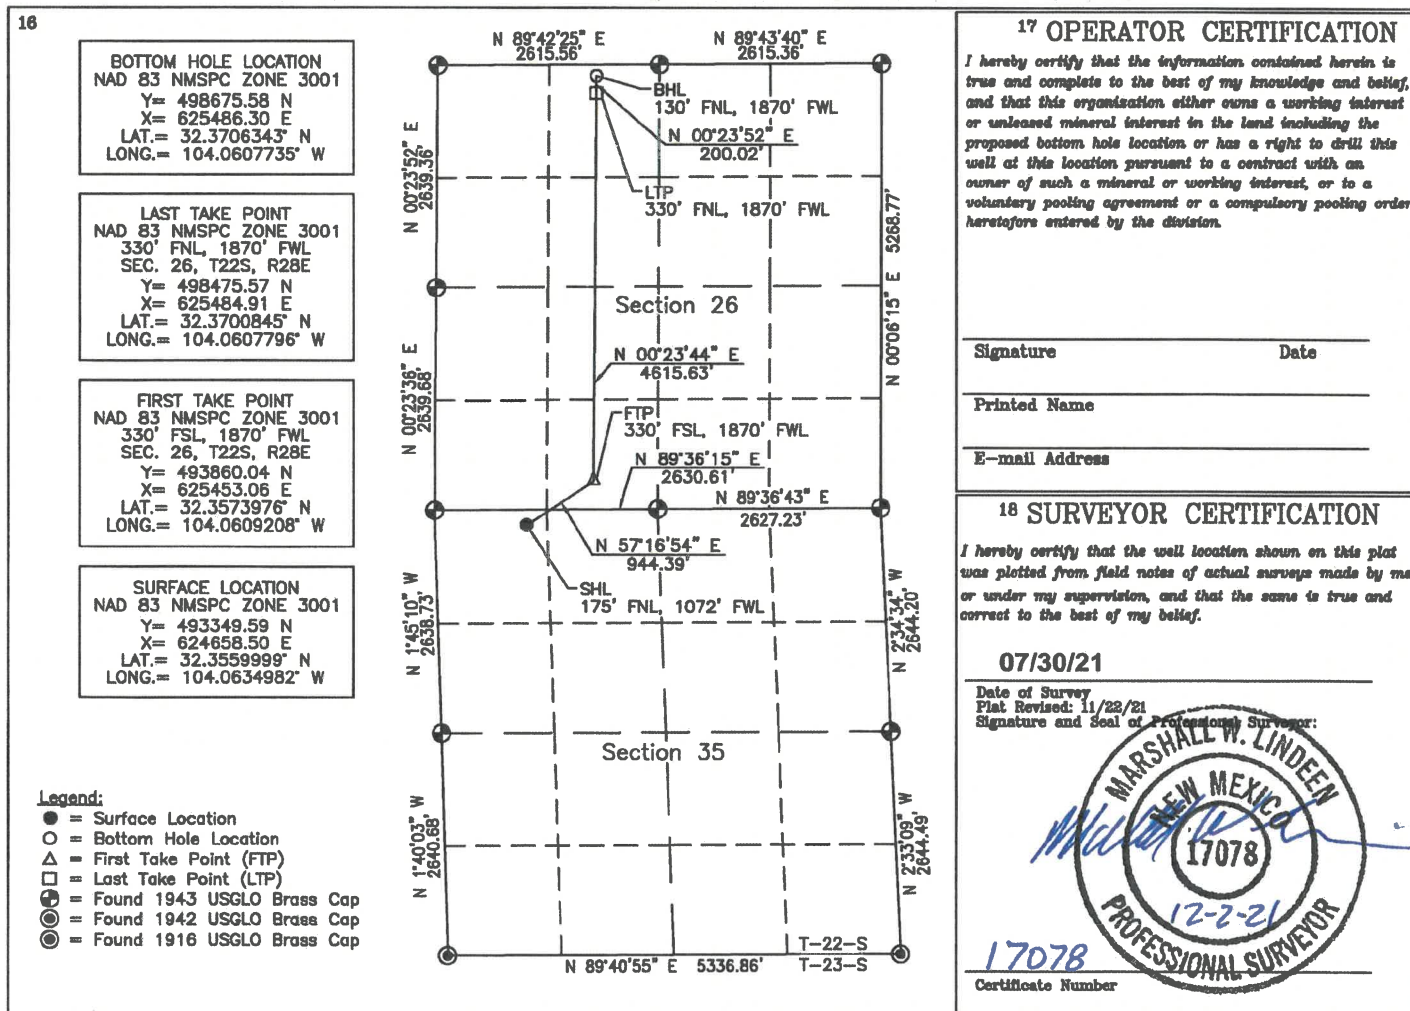 16
BOTTOM HOLE LOCATION
NAD 83 NMSPC ZONE 3001
Y= 498675.58 N
X= 625486.30 E
LAT.= 32.3706343° N
LONG.= 104.0607735° W
LAST TAKE POINT
NAD 83 NMSPC ZONE 3001
330' FNL, 1870' FWL
SEC. 26, T22S, R28E
Y= 498475.57 N
X= 625484.91 E
LAT.= 32.3700845° N
LONG.= 104.0607796° W
FIRST TAKE POINT
NAD 83 NMSPC ZONE 3001
330' FSL, 1870' FWL
SEC. 26, T22S, R28E
Y= 493860.04 N
X= 625453.06 E
LAT.= 32.3573976° N
LONG.= 104.0609208° W
SURFACE LOCATION
NAD 83 NMSPC ZONE 3001
Y= 493349.59 N
X= 624658.50 E
LAT.= 32.3559999° N
LONG.= 104.0634982° W
Legend:
= Surface Location
= Bottom Hole Location
= First Take Point (FTP)
= Last Take Point (LTP)
= Found 1943 USGLO Brass Cap
= Found 1942 USGLO Brass Cap
= Found 1916 USGLO Brass Cap
N 89°42'25" E
2615.56'
N 89°43'40" E
2615.36'
BHL
130' FNL, 1870' FWL
N 00°23'52" E
200.02'
N 00°23'52" E
2639.36'
LTP
330' FNL, 1870' FWL
N 00°06'15" E 5268.77'
Section 26
N 00°23'44" E
4615.63'
N 00°23'36" E
2639.68'
FTP
330' FSL, 1870' FWL
N 89°36'15" E
2630.61'
N 89°36'43" E
2627.23'
N 57°16'54" E
944.39'
SHL
175' FNL, 1072' FWL
N 1°45'10" W
2638.73'
N 2°34'34" W
2644.20'
Section 35
N 1°40'03" W
2640.68'
N 2°33'09" W
2644.49'
N 89°40'55" E 5336.86'
T-22-S
T-23-S
17 OPERATOR CERTIFICATION
I hereby certify that the information contained herein is
true and complete to the best of my knowledge and belief,
and that this organization either owns a working interest
or unleased mineral interest in the land including the
proposed bottom hole location or has a right to drill this
well at this location pursuant to a contract with an
owner of such a mineral or working interest, or to a
voluntary pooling agreement or a compulsory pooling order
heretofore entered by the division.
Signature Date
Printed Name
E-mail Address
18 SURVEYOR CERTIFICATION
I hereby certify that the well location shown on this plat
was plotted from field notes of actual surveys made by me
or under my supervision, and that the same is true and
correct to the best of my belief.
07/30/21
Date of Survey
Plat Revised: 11/22/21
Signature and Seal of Professional Surveyor:
MARSHALL W. LINDEEN
NEW MEXICO
17078
PROFESSIONAL SURVEYOR
12-2-21
17078
Certificate Number